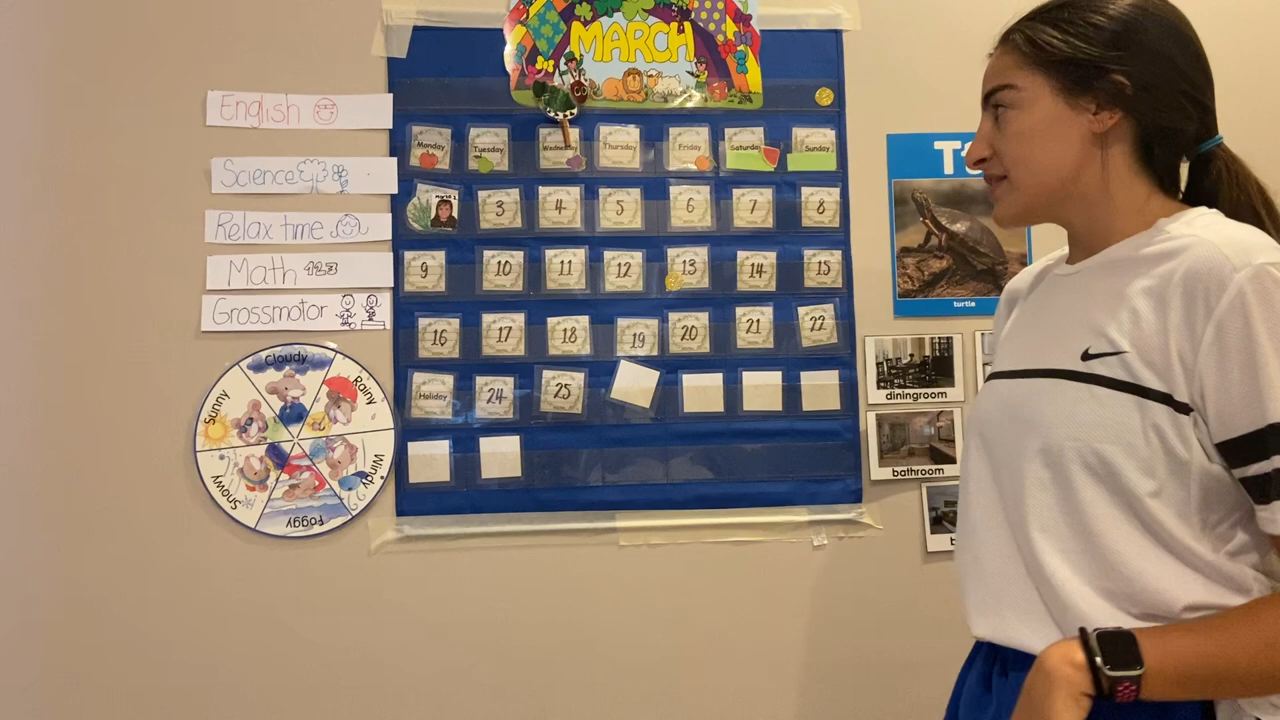 MARCH
English
Science
Relax time
Math 123
Grossmotor
Monday
Tuesday
Thursday
Friday
Saturday
Sunday
3
4
5
6
7
8
9
10
11
12
13
14
15
16
17
18
19
20
21
22
Holiday
24
25
Cloudy
Rainy
Windy
Foggy
Snowy
Sunny
turtle
diningroom
bathroom